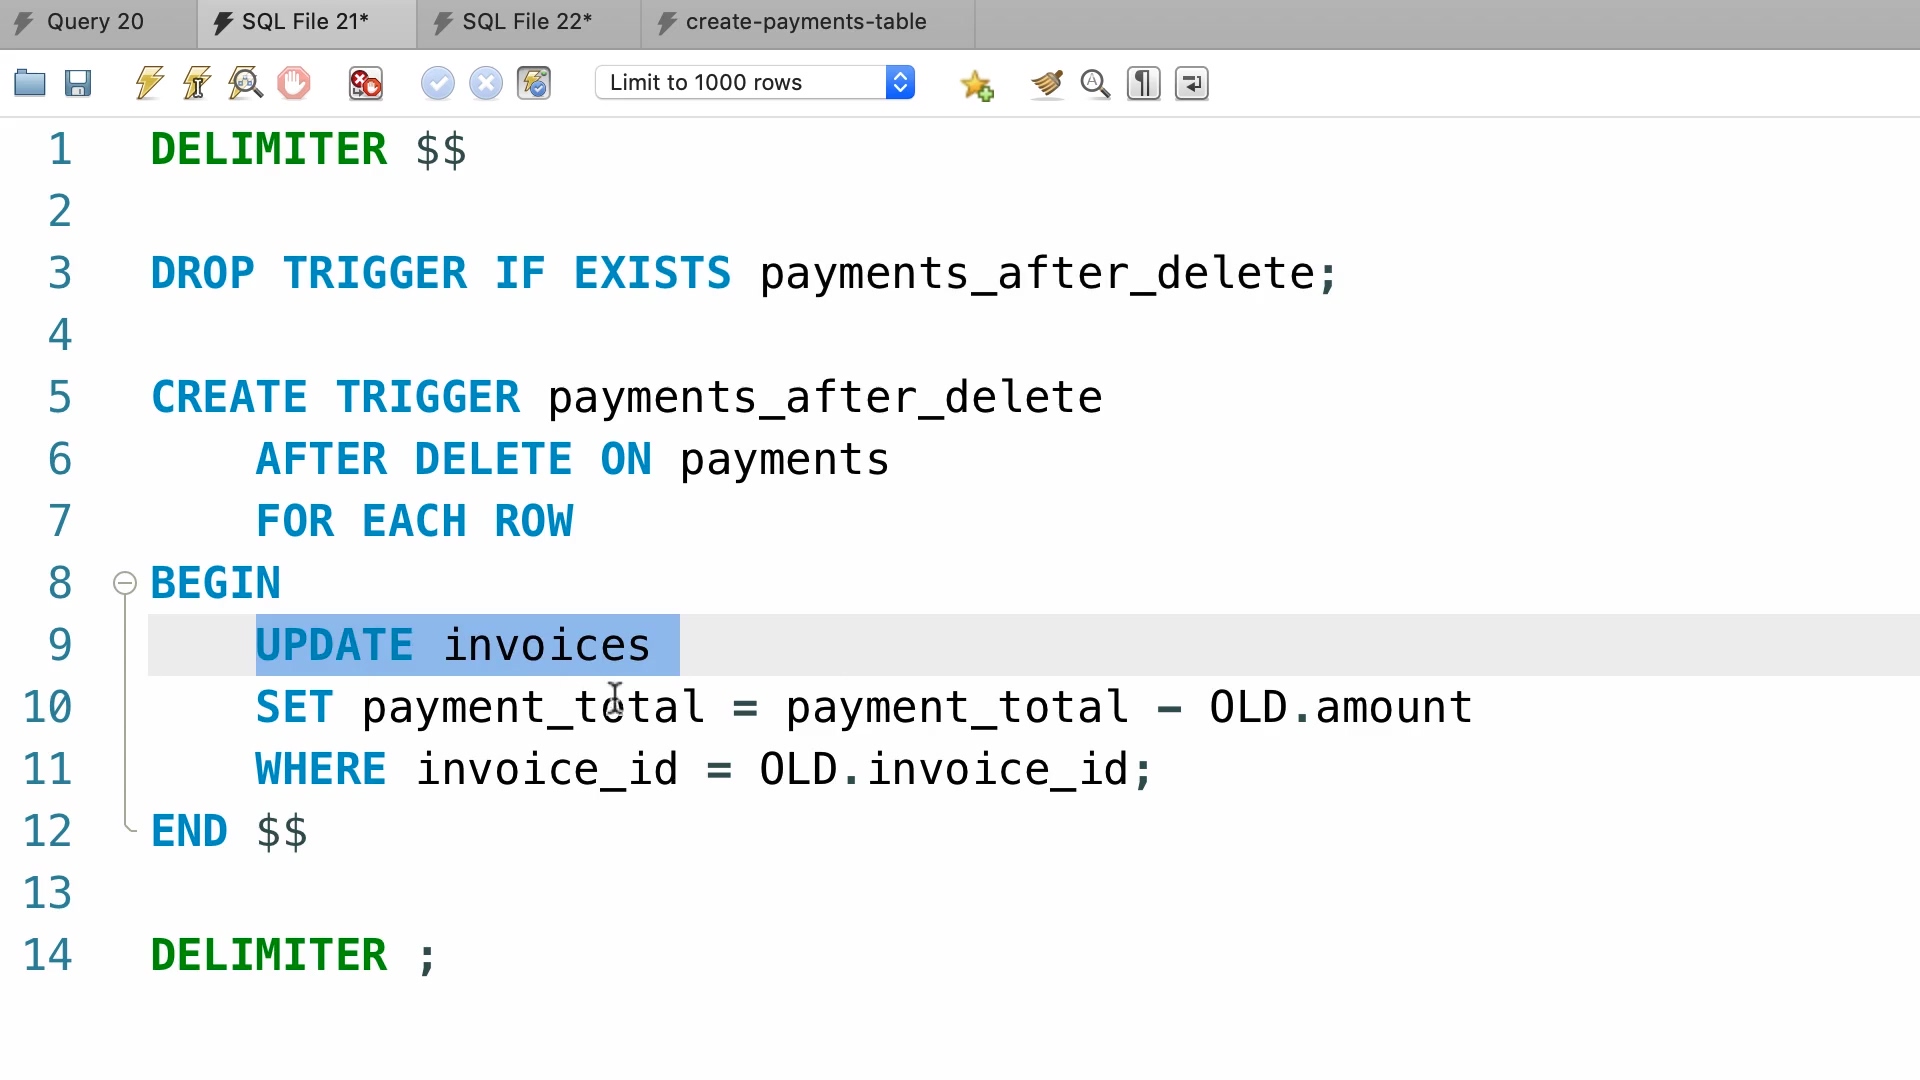 Query 20 SQL File 21* SQL File 22* create-payments-table
Limit to 1000 rows
1 DELIMITER $$
2
3 DROP TRIGGER IF EXISTS payments_after_delete;
4
5 CREATE TRIGGER payments_after_delete
6 AFTER DELETE ON payments
7 FOR EACH ROW
8 BEGIN
9 UPDATE invoices
10 SET payment_total = payment_total - OLD.amount
11 WHERE invoice_id = OLD.invoice_id;
12 END $$
13
14 DELIMITER ;